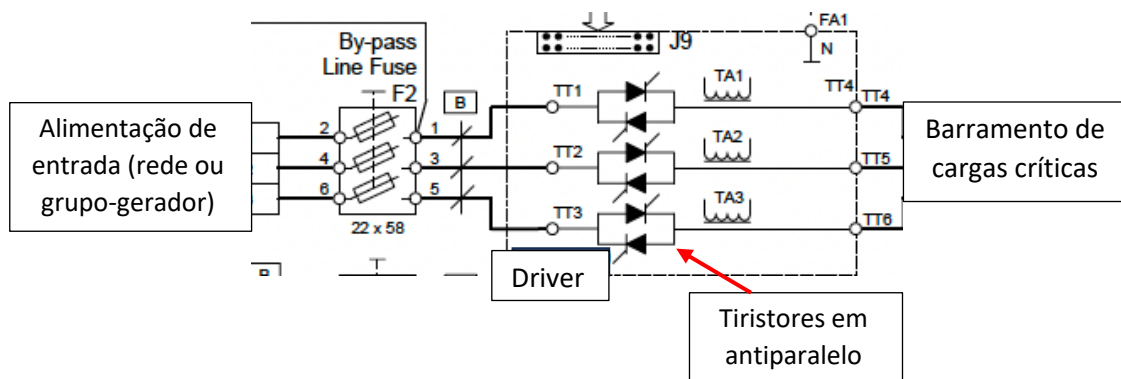 FA1
J9
N
By-pass
Line Fuse
F2
B
TT1
TA1
TT4
TT4
2
1
Alimentação de
entrada (rede ou
grupo-gerador)
4
3
TT2
TA2
TT5
Barramento de
cargas críticas
6
5
TT3
TA3
TT6
22 x 58
Driver
Tiristores em
antiparalelo